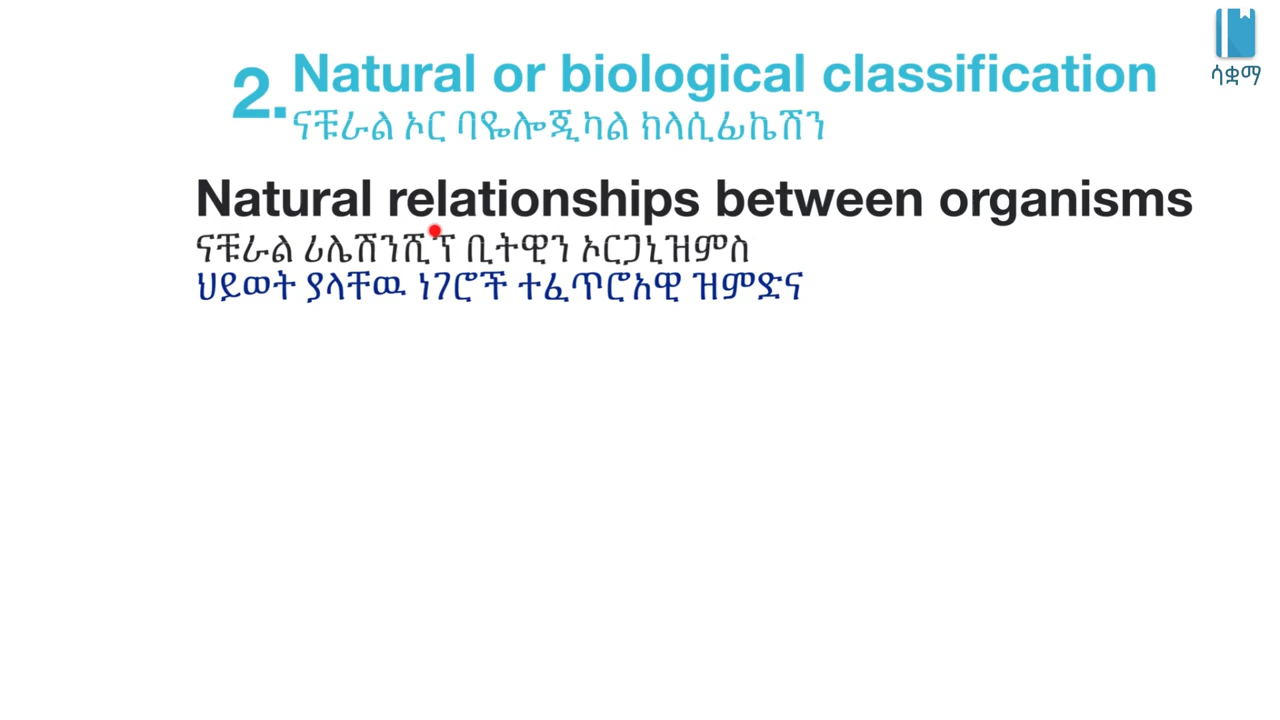 2. Natural or biological classification
ናቹራል ኦር ባዬሎጂካል ክላሲፊኬሽን
Natural relationships between organisms
ናቹራል ሪሌሽንሺፕ ቢትዊን ኦርጋኒዝምስ
ህይወት ያላቸዉ ነገሮች ተፈጥሮአዊ ዝምድና
ሳቋማ